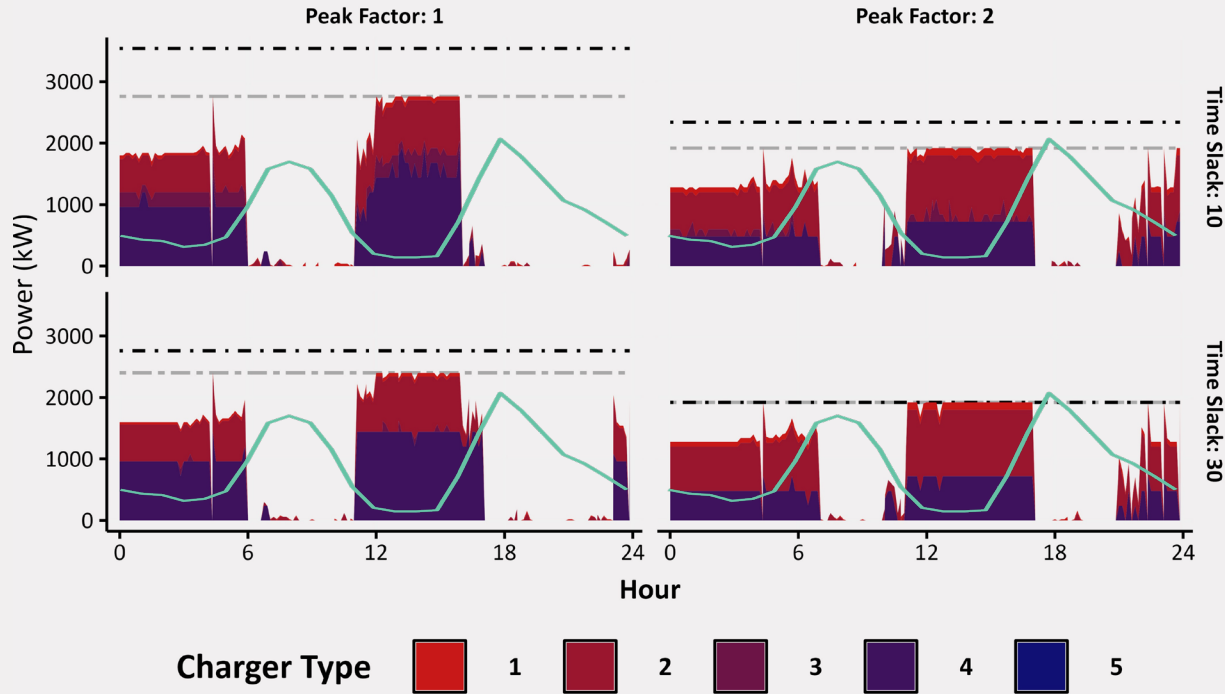 Peak Factor: 1
Peak Factor: 2
Power (kW)
3000
2000
1000
0
Time Slack: 10
3000
2000
1000
0
Time Slack: 30
0 6 12 18 24
0 6 12 18 24
Hour
Charger Type 1 2 3 4 5